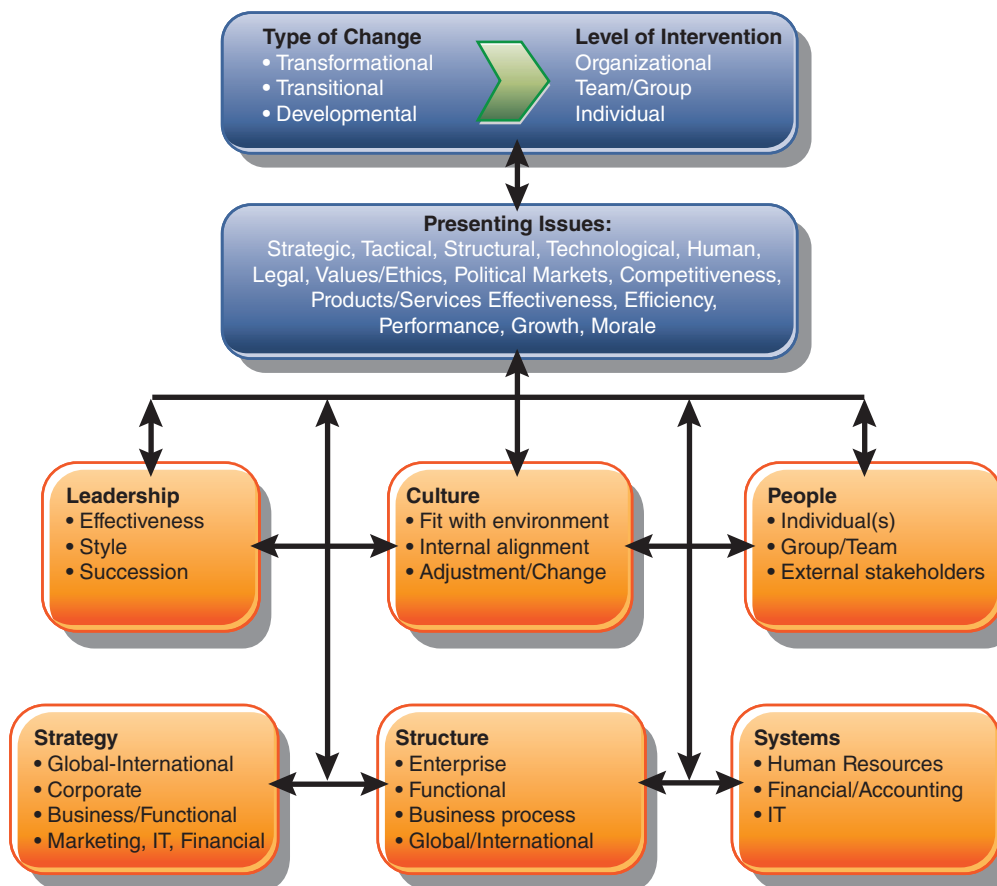 Type of Change
• Transformational
• Transitional
• Developmental
Level of Intervention
Organizational
Team/Group
Individual
Presenting Issues:
Strategic, Tactical, Structural, Technological, Human,
Legal, Values/Ethics, Political Markets, Competitiveness,
Products/Services Effectiveness, Efficiency,
Performance, Growth, Morale
Leadership
• Effectiveness
• Style
• Succession
Culture
• Fit with environment
• Internal alignment
• Adjustment/Change
People
• Individual(s)
• Group/Team
• External stakeholders
Strategy
• Global-International
• Corporate
• Business/Functional
• Marketing, IT, Financial
Structure
• Enterprise
• Functional
• Business process
• Global/International
Systems
• Human Resources
• Financial/Accounting
• IT